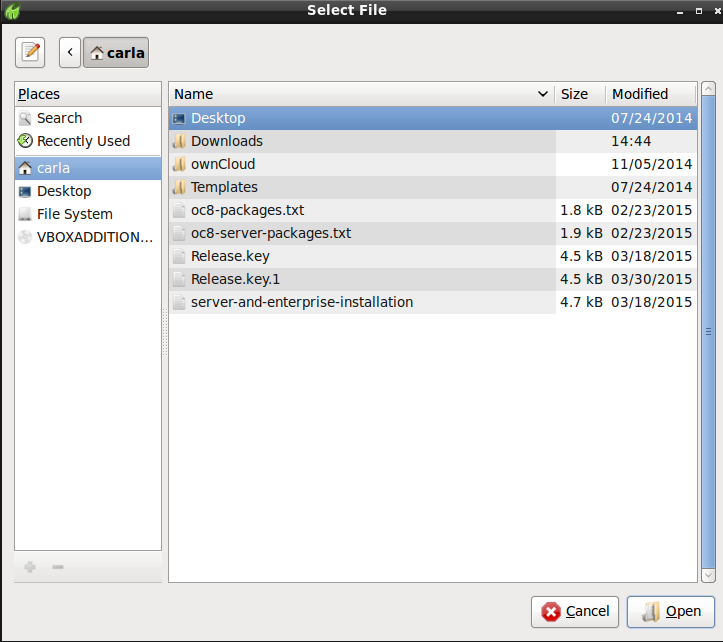 Select File
carla
Places
Search
Recently Used
carla
Desktop
File System
VBOXADDITION...
Name Size Modified
Desktop 07/24/2014
Downloads 14:44
ownCloud 11/05/2014
Templates 07/24/2014
oc8-packages.txt 1.8 kB 02/23/2015
oc8-server-packages.txt 1.9 kB 02/23/2015
Release.key 4.5 kB 03/18/2015
Release.key.1 4.5 kB 03/30/2015
server-and-enterprise-installation 4.7 kB 03/18/2015
Cancel Open